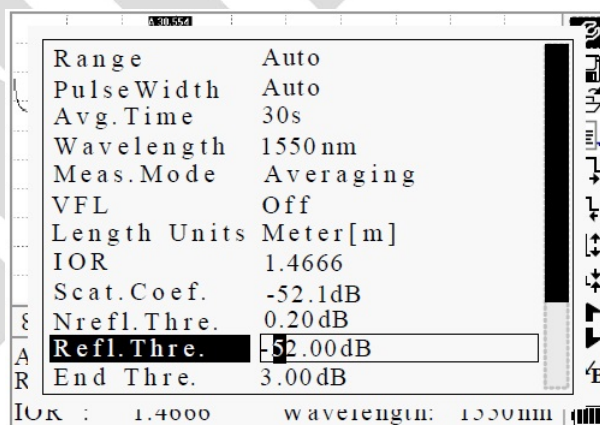 A.30.554
Range Auto
PulseWidth Auto
Avg.Time 30s
Wavelength 1550nm
Meas.Mode Averaging
VFL Off
Length Units Meter[m]
IOR 1.4666
Scat.Coef. -52.1dB
Nrefl.Thre. 0.20dB
Refl.Thre. -52.00dB
End Thre. 3.00dB
IOR : 1.4666 Wavelength: 1550nm